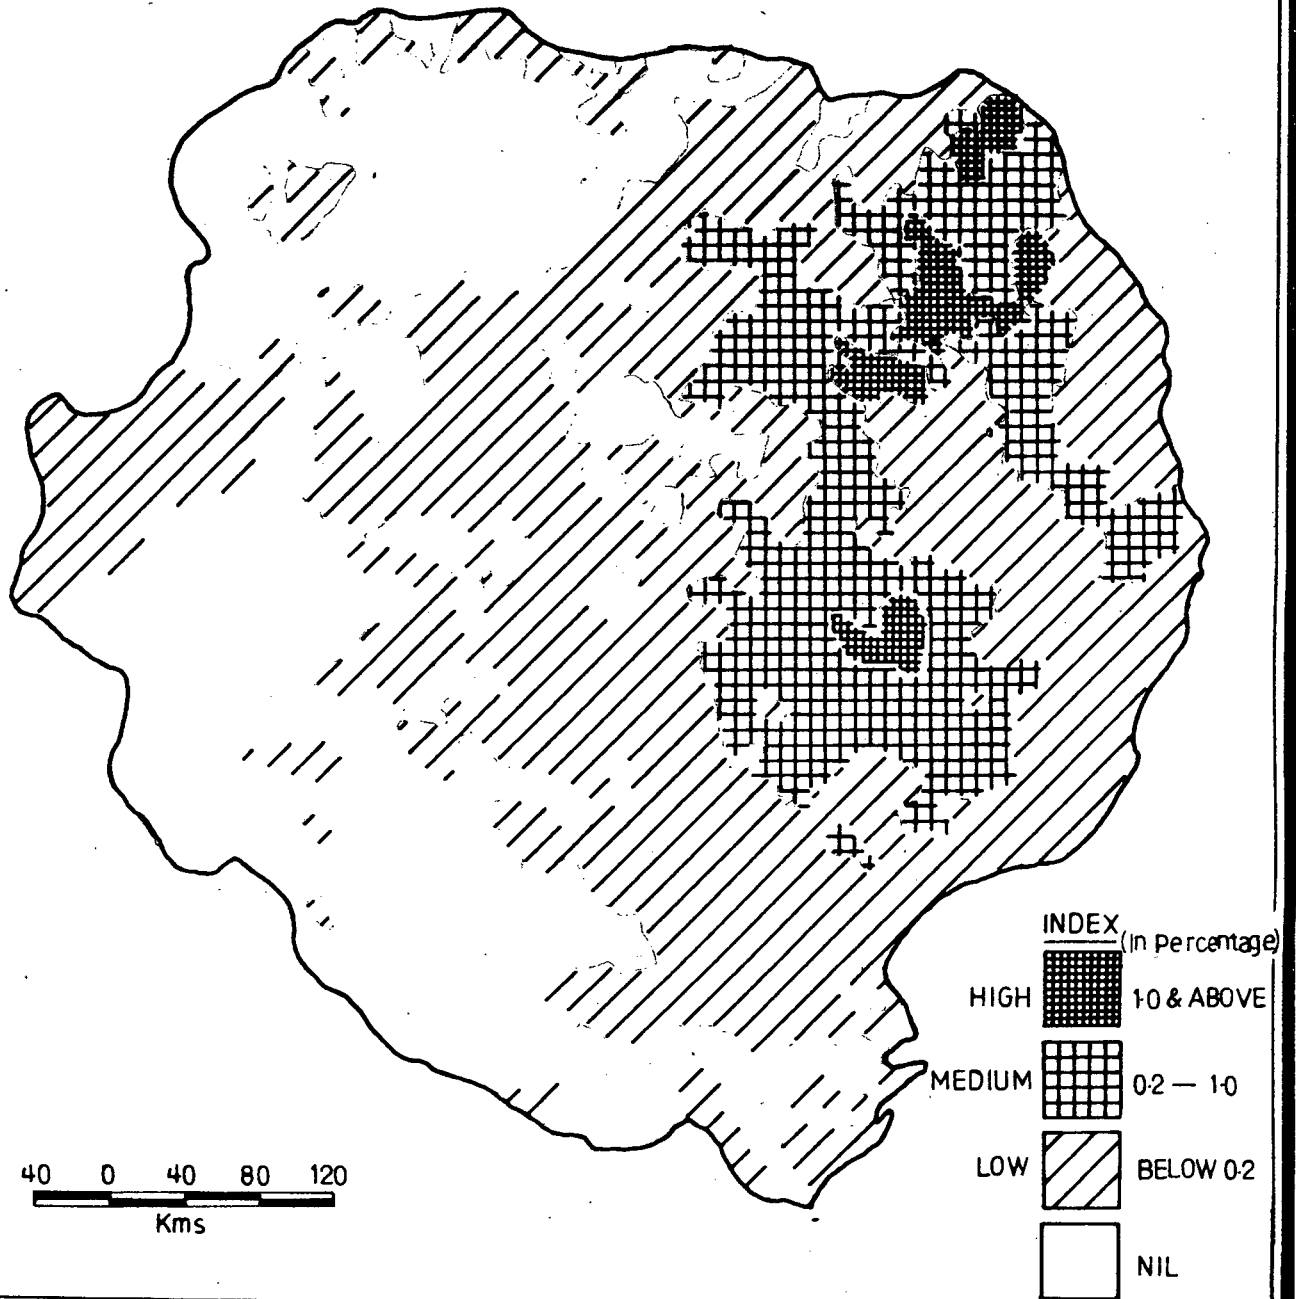 INDEX (In Percentage)
HIGH 1·0 & ABOVE
MEDIUM 0·2 — 1·0
LOW BELOW 0·2
NIL
40 0 40 80 120
Kms